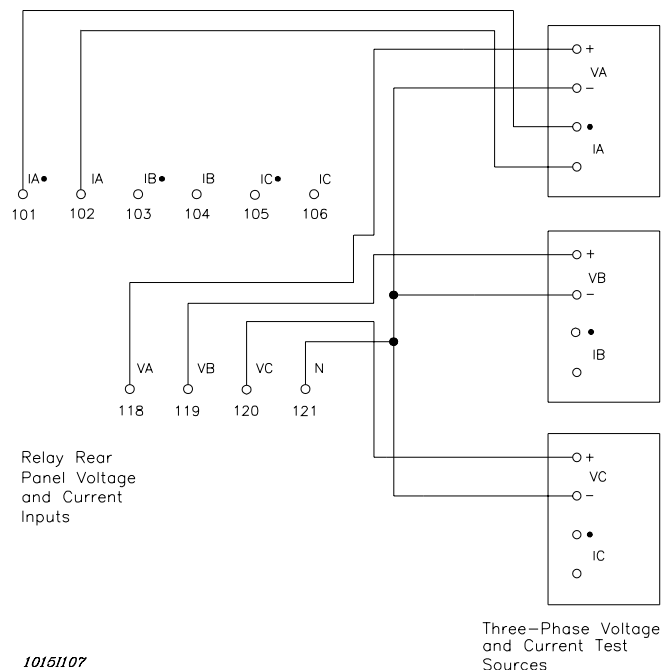 +
VA
−
•
IA
IA• IA IB• IB IC• IC
101 102 103 104 105 106
+
VB
−
•
IB
VA VB VC N
118 119 120 121
+
VC
−
•
IC
Relay Rear
Panel Voltage
and Current
Inputs
Three−Phase Voltage
and Current Test
Sources
1015I107